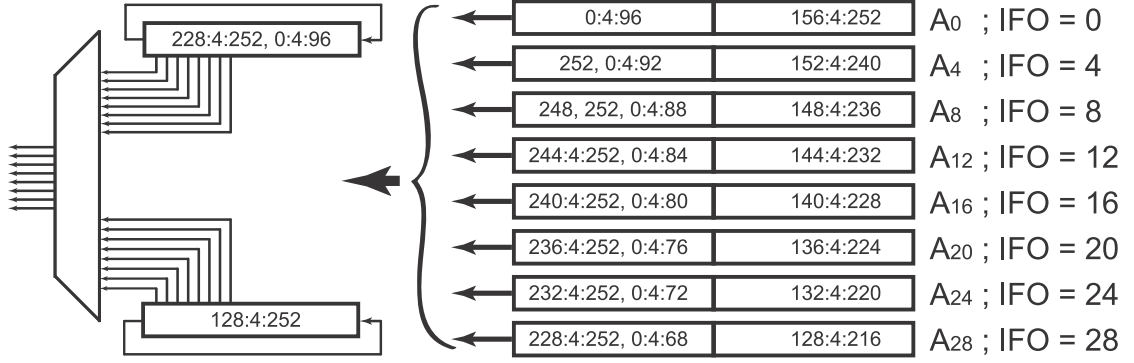 228:4:252, 0:4:96
128:4:252
0:4:96 156:4:252 A0 ; IFO = 0
252, 0:4:92 152:4:240 A4 ; IFO = 4
248, 252, 0:4:88 148:4:236 A8 ; IFO = 8
244:4:252, 0:4:84 144:4:232 A12 ; IFO = 12
240:4:252, 0:4:80 140:4:228 A16 ; IFO = 16
236:4:252, 0:4:76 136:4:224 A20 ; IFO = 20
232:4:252, 0:4:72 132:4:220 A24 ; IFO = 24
228:4:252, 0:4:68 128:4:216 A28 ; IFO = 28